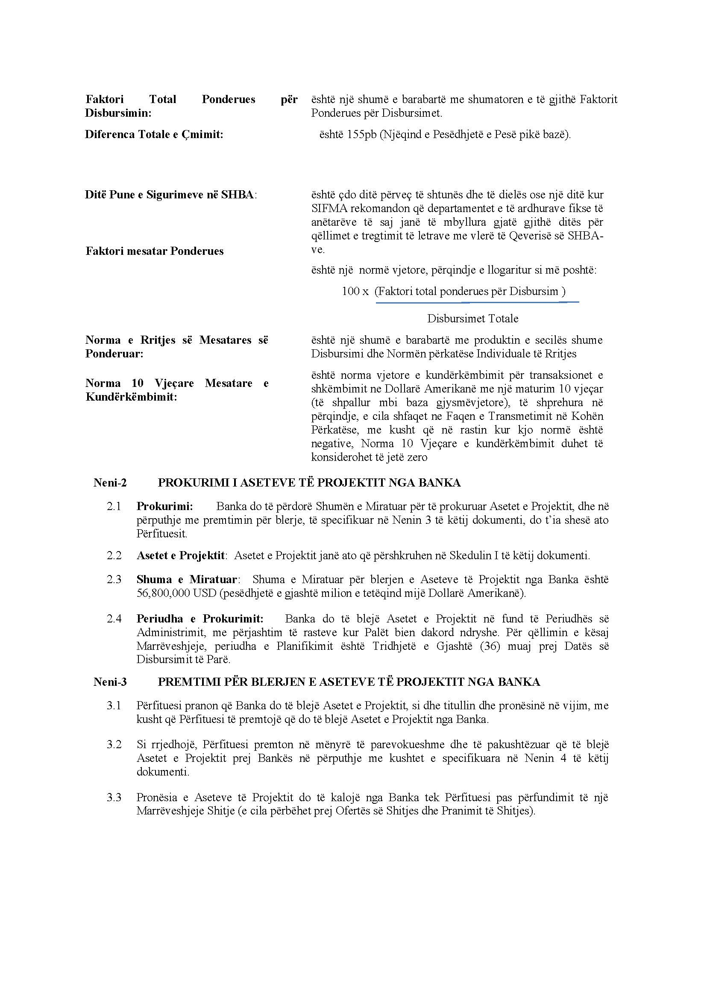 Faktori Total Ponderues për
Disbursimin:
është një shumë e barabartë me shumatoren e të gjithë Faktorit
Ponderues për Disbursimet.
Diferenca Totale e Çmimit:
është 155pb (Njëqind e Pesëdhjetë e Pesë pikë bazë).
Ditë Pune e Sigurimeve në SHBA:
është çdo ditë përveç të shtunës dhe të dielës ose një ditë kur
SIFMA rekomandon që departamentet e të ardhurave fikse të
anëtarëve të saj janë të mbyllura gjatë gjithë ditës për
qëllimet e tregtimit të letrave me vlerë të Qeverisë së SHBA-
ve.
Faktori mesatar Ponderues
është një normë vjetore, përqindje e llogaritur si më poshtë:
100 x (Faktori total ponderues për Disbursim )
Disbursimet Totale
Norma e Rritjes së Mesatares së
Ponderuar:
është një shumë e barabartë me produktin e secilës shume
Disbursimi dhe Normën përkatëse Individuale të Rritjes
Norma 10 Vjeçare Mesatare e
Kundërkëmbimit:
është norma vjetore e kundërkëmbimit për transaksionet e
shkëmbimit ne Dollarë Amerikanë me një maturim 10 vjeçar
(të shpallur mbi baza gjysmëvjetore), të shprehura në
përqindje, e cila shfaqet ne Faqen e Transmetimit në Kohën
Përkatëse, me kusht që në rastin kur kjo normë është
negative, Norma 10 Vjeçare e kundërkëmbimit duhet të
konsiderohet të jetë zero
Neni-2 PROKURIMI I ASETEVE TË PROJEKTIT NGA BANKA
2.1 Prokurimi: Banka do të përdorë Shumën e Miratuar për të prokuruar Asetet e Projektit, dhe në
përputhje me premtimin për blerje, të specifikuar në Nenin 3 të këtij dokumenti, do t’ia shesë ato
Përfituesit.
2.2 Asetet e Projektit: Asetet e Projektit janë ato që përshkruhen në Skedulin I të këtij dokumenti.
2.3 Shuma e Miratuar: Shuma e Miratuar për blerjen e Aseteve të Projektit nga Banka është
56,800,000 USD (pesëdhjetë e gjashtë milion e tetëqind mijë Dollarë Amerikanë).
2.4 Periudha e Prokurimit: Banka do të blejë Asetet e Projektit në fund të Periudhës së
Administrimit, me përjashtim të rasteve kur Palët bien dakord ndryshe. Për qëllimin e kësaj
Marrëveshjeje, periudha e Planifikimit është Tridhjetë e Gjashtë (36) muaj prej Datës së
Disbursimit të Parë.
Neni-3 PREMTIMI PËR BLERJEN E ASETEVE TË PROJEKTIT NGA BANKA
3.1 Përfituesi pranon që Banka do të blejë Asetet e Projektit, si dhe titullin dhe pronësinë në vijim, me
kusht që Përfituesi të premtojë që do të blejë Asetet e Projektit nga Banka.
3.2 Si rrjedhojë, Përfituesi premton në mënyrë të parevokueshme dhe të pakushtëzuar që të blejë
Asetet e Projektit prej Bankës në përputhje me kushtet e specifikuara në Nenin 4 të këtij
dokumenti.
3.3 Pronësia e Aseteve të Projektit do të kalojë nga Banka tek Përfituesi pas përfundimit të një
Marrëveshjeje Shitje (e cila përbëhet prej Ofertës së Shitjes dhe Pranimit të Shitjes).